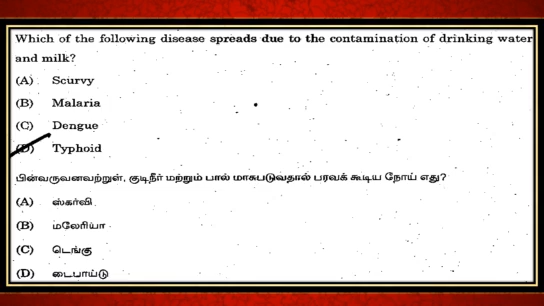 Which of the following disease spreads due to the contamination of drinking water
and milk?
(A) Scurvy
(B) Malaria
(C) Dengue
(D) Typhoid
பின்வருவனவற்றுள், குடிநீர் மற்றும் பால் மாசுபடுவதால் பரவக் கூடிய நோய் எது?
(A) ஸ்கர்வி
(B) மலேரியா
(C) டெங்கு
(D) டைபாய்டு